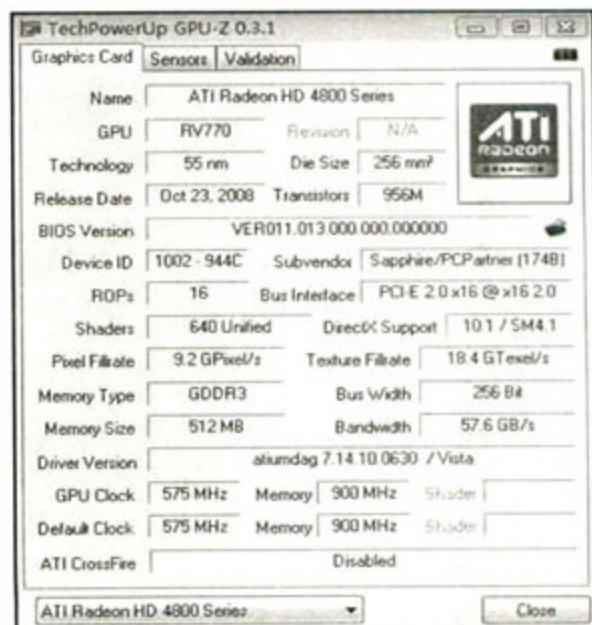 TechPowerUp GPU-Z 0.3.1
Graphics Card Sensors Validation
Name ATI Radeon HD 4800 Series
GPU RV770 Revision N/A
Technology 55 nm Die Size 256 mm²
Release Date Oct 23, 2008 Transistors 956M
ATI
RADEON
GRAPHICS
BIOS Version VER011.013.000.000.000000
Device ID 1002 - 944C Subvendor Sapphire/PCPartner (174B)
ROPs 16 Bus Interface PCI-E 2.0 x16 @ x16 2.0
Shaders 640 Unified DirectX Support 10.1 / SM4.1
Pixel Fillrate 9.2 GPixel/s Texture Fillrate 18.4 GTexel/s
Memory Type GDDR3 Bus Width 256 Bit
Memory Size 512 MB Bandwidth 57.6 GB/s
Driver Version atiumdag 7.14.10.0630 / Vista
GPU Clock 575 MHz Memory 900 MHz Shader
Default Clock 575 MHz Memory 900 MHz Shader
ATI CrossFire Disabled
ATI Radeon HD 4800 Series Close